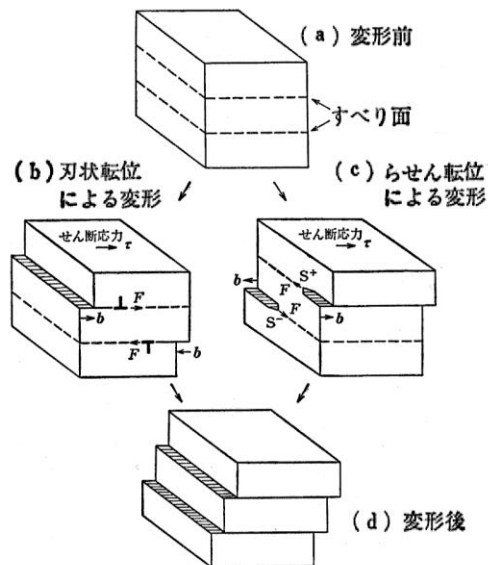 (a) 変形前
すべり面
(b) 刃状転位
による変形
(c) らせん転位
による変形
せん断応力
τ
F
b
F
b
せん断応力
τ
S+
b
F
F
b
S-
(d) 変形後